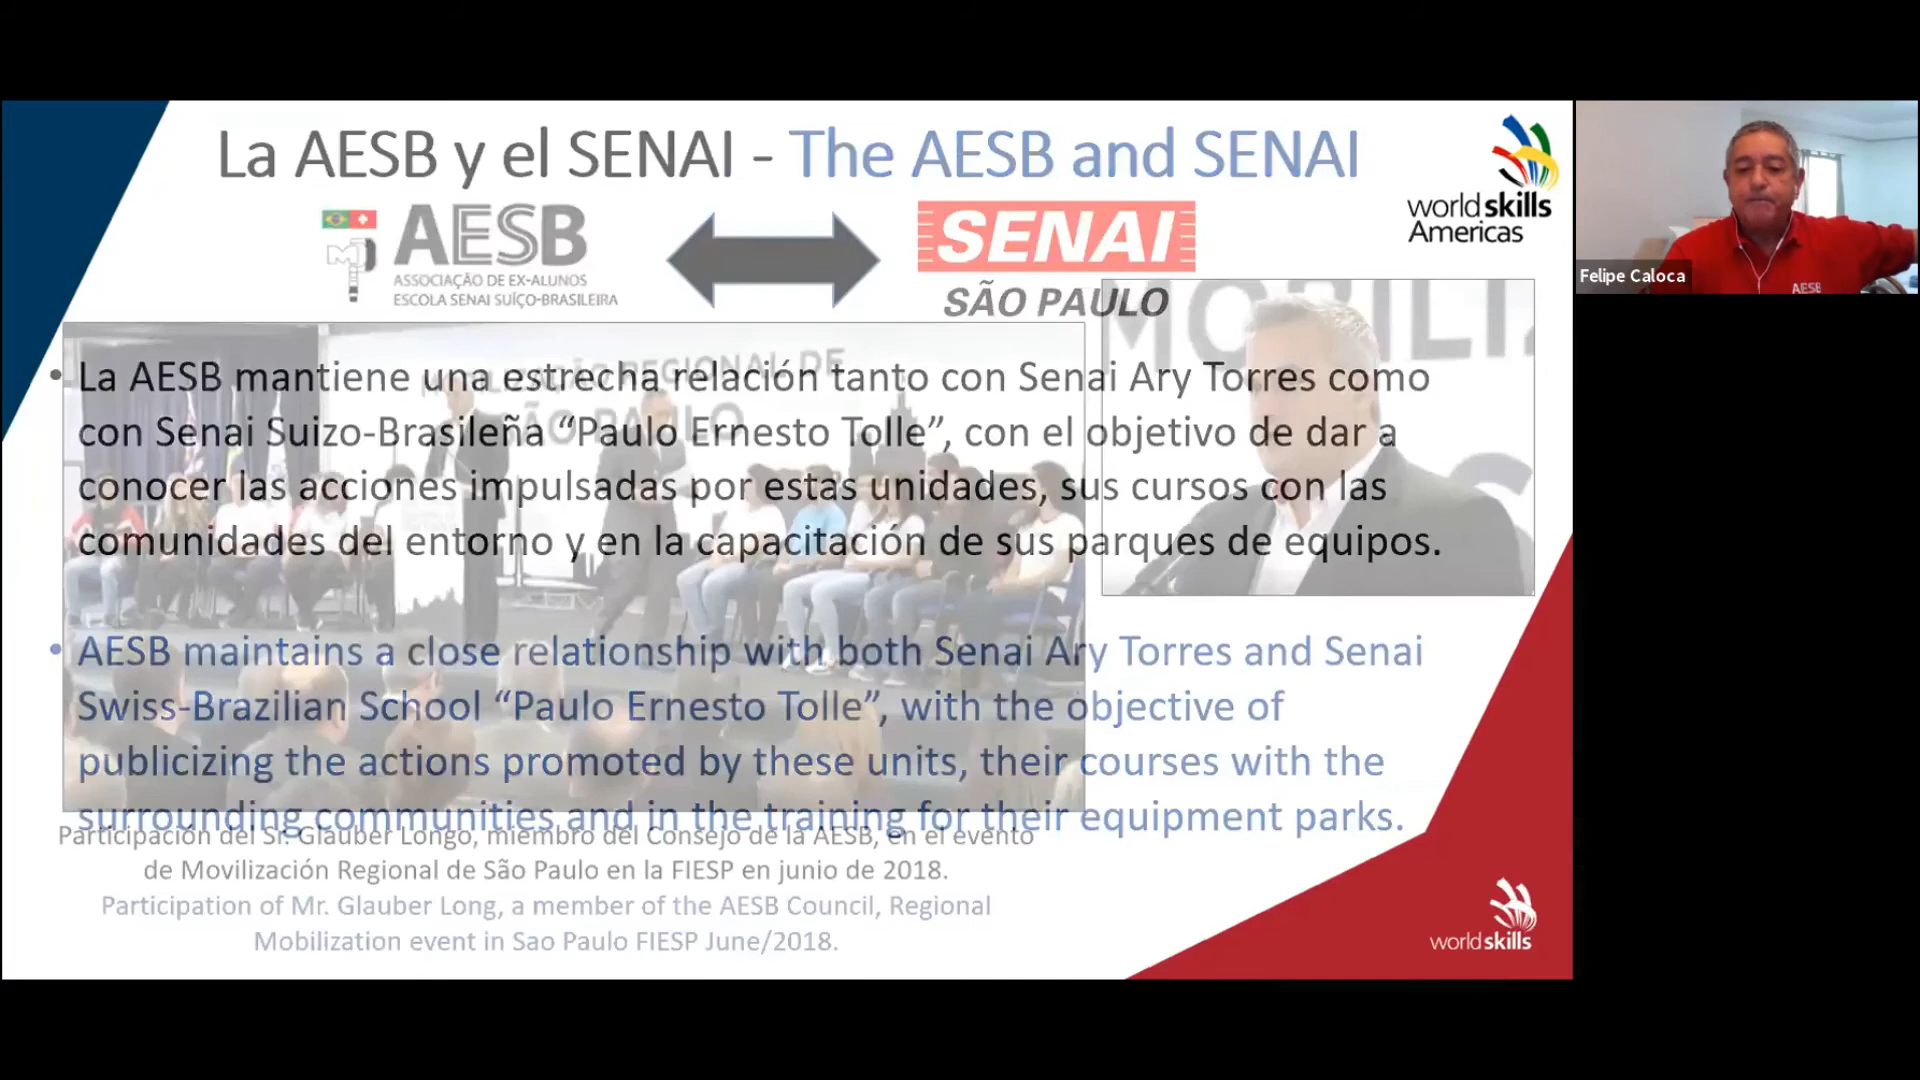 La AESB y el SENAI - The AESB and SENAI
AESB
ASSOCIAÇÃO DE EX-ALUNOS
ESCOLA SENAI SUÍÇO-BRASILEIRA
SENAI
SÃO PAULO
worldskills
Americas
Felipe Caloca
AESB
• La AESB mantiene una estrecha relación tanto con Senai Ary Torres como
con Senai Suizo-Brasileña “Paulo Ernesto Tolle”, con el objetivo de dar a
conocer las acciones impulsadas por estas unidades, sus cursos con las
comunidades del entorno y en la capacitación de sus parques de equipos.
• AESB maintains a close relationship with both Senai Ary Torres and Senai
Swiss-Brazilian School “Paulo Ernesto Tolle”, with the objective of
publicizing the actions promoted by these units, their courses with the
surrounding communities and in the training for their equipment parks.
Participación del Sr. Glauber Longo, miembro del Consejo de la AESB, en el evento
de Movilización Regional de São Paulo en la FIESP en junio de 2018.
Participation of Mr. Glauber Long, a member of the AESB Council, Regional
Mobilization event in Sao Paulo FIESP June/2018.
worldskills
REGIONAL DE
SÃO PAULO